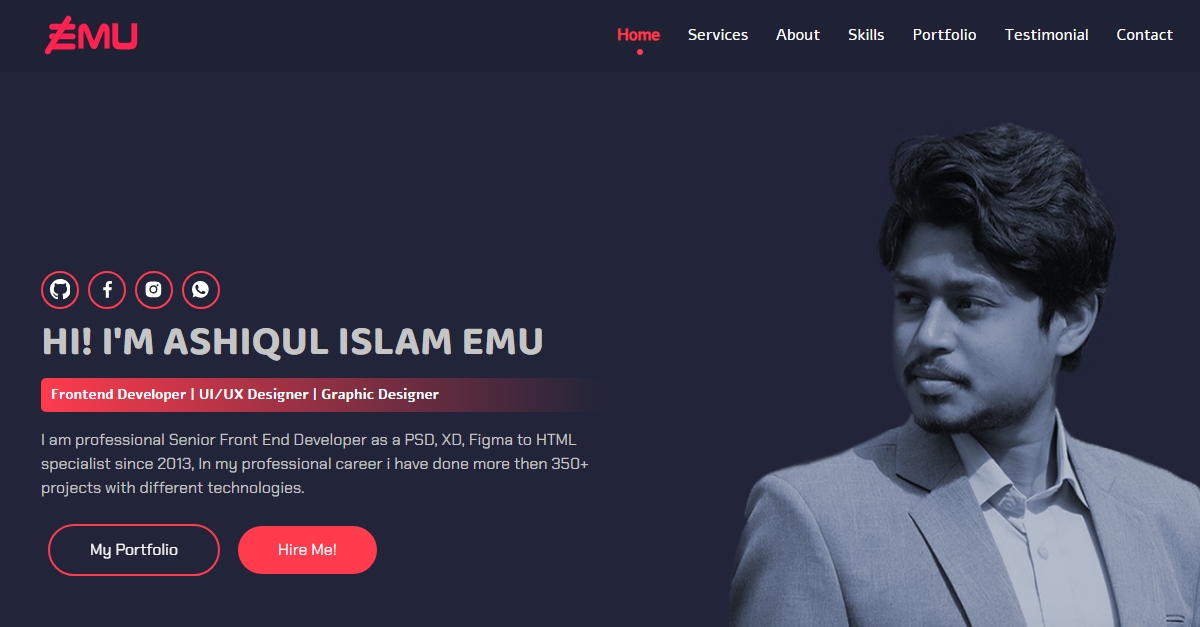 EMU
Home Services About Skills Portfolio Testimonial Contact
HI! I'M ASHIQUL ISLAM EMU
Frontend Developer | UI/UX Designer | Graphic Designer
I am professional Senior Front End Developer as a PSD, XD, Figma to HTML
specialist since 2013, In my professional career i have done more then 350+
projects with different technologies.
My Portfolio Hire Me!